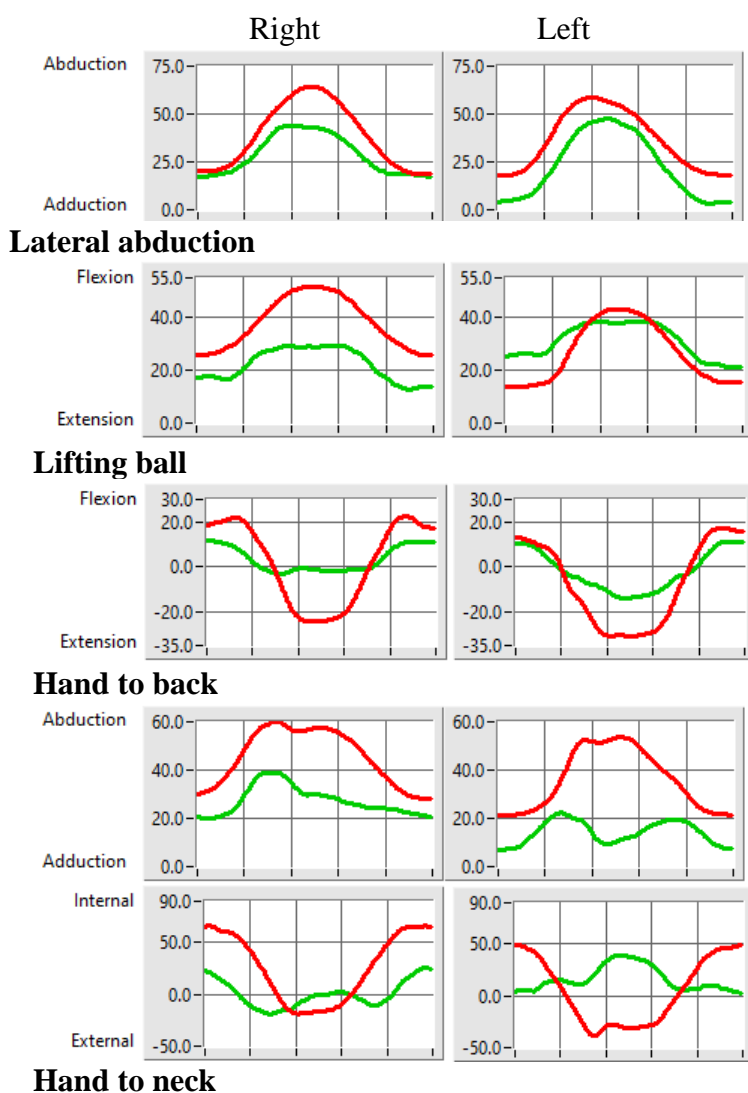 Right Left
Abduction 75.0 75.0
50.0 50.0
25.0 25.0
Adduction 0.0 0.0
Lateral abduction
Flexion 55.0 55.0
40.0 40.0
20.0 20.0
Extension 0.0 0.0
Lifting ball
Flexion 30.0 30.0
20.0 20.0
0.0 0.0
-20.0 -20.0
Extension -35.0 -35.0
Hand to back
Abduction 60.0 60.0
40.0 40.0
20.0 20.0
Adduction 0.0 0.0
Internal 90.0 90.0
50.0 50.0
0.0 0.0
External -50.0 -50.0
Hand to neck